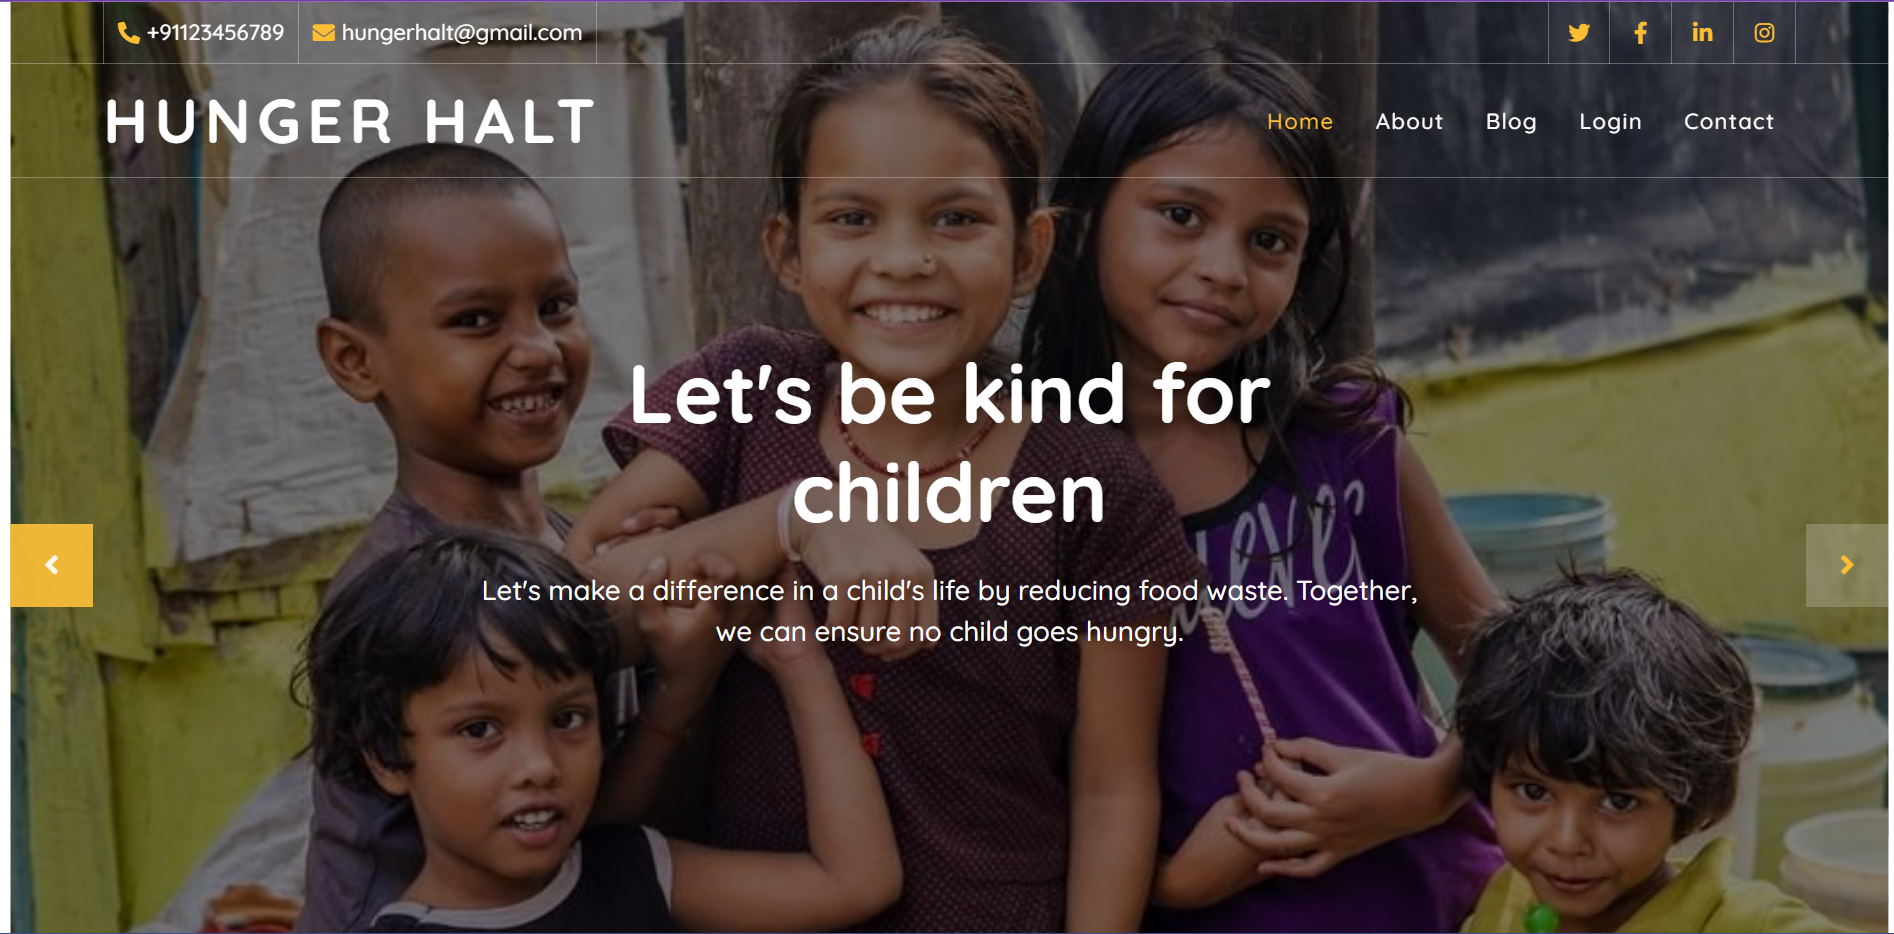 +91123456789 hungerhalt@gmail.com
HUNGER HALT
Home About Blog Login Contact
Let's be kind for
children
Let's make a difference in a child's life by reducing food waste. Together,
we can ensure no child goes hungry.